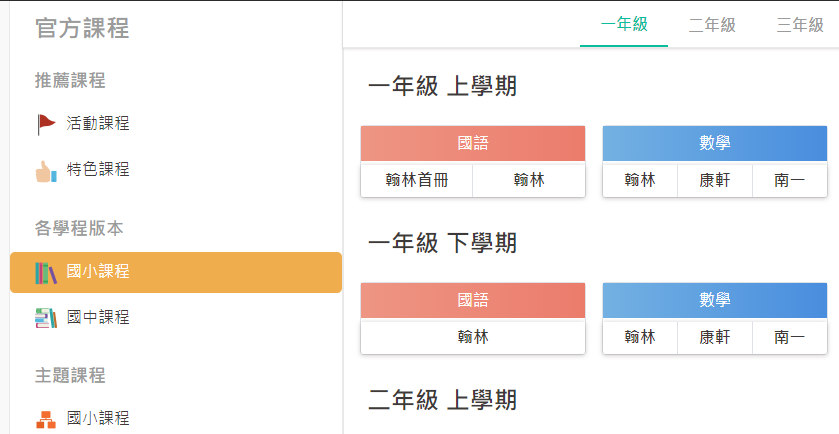 官方課程
推薦課程
活動課程
特色課程
各學程版本
國小課程
國中課程
主題課程
國小課程
一年級 二年級 三年級
一年級 上學期
國語
翰林首冊 翰林
數學
翰林 康軒 南一
一年級 下學期
國語
翰林
數學
翰林 康軒 南一
二年級 上學期